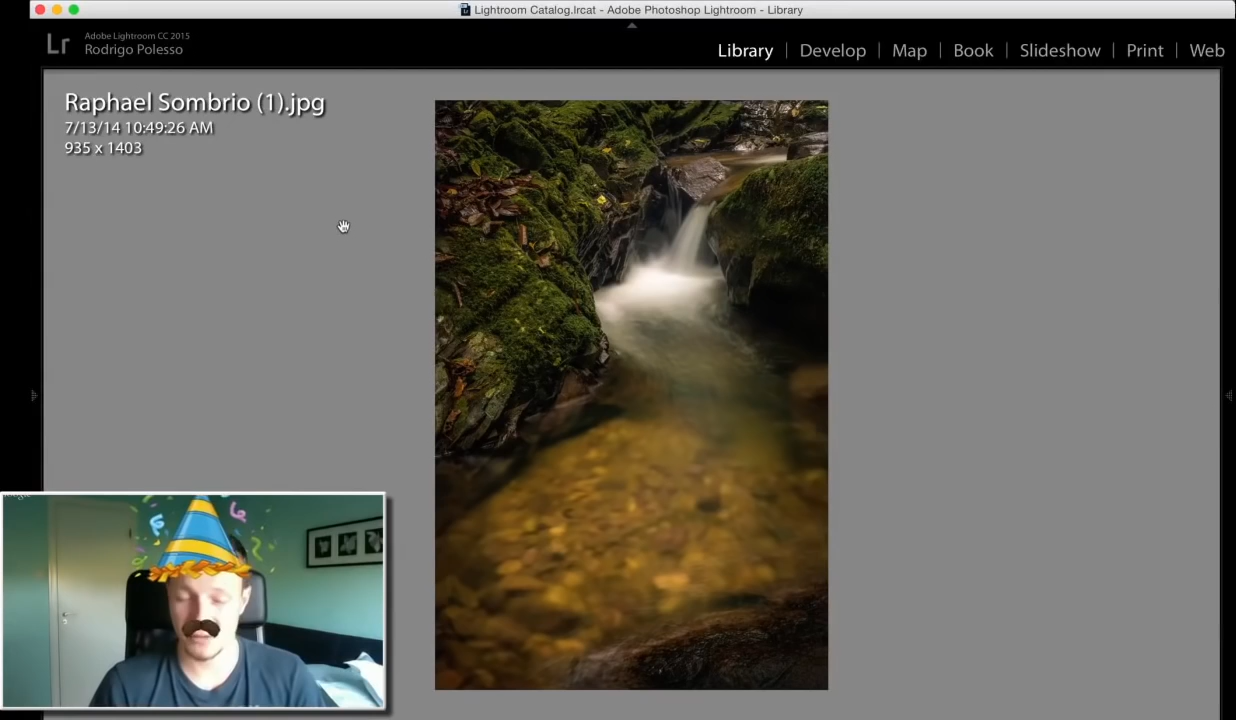 Lightroom Catalog.lrcat - Adobe Photoshop Lightroom - Library
Lr
Adobe Lightroom CC 2015
Rodrigo Polesso
Library | Develop | Map | Book | Slideshow | Print | Web
Raphael Sombrio (1).jpg
7/13/14 10:49:26 AM
935 x 1403